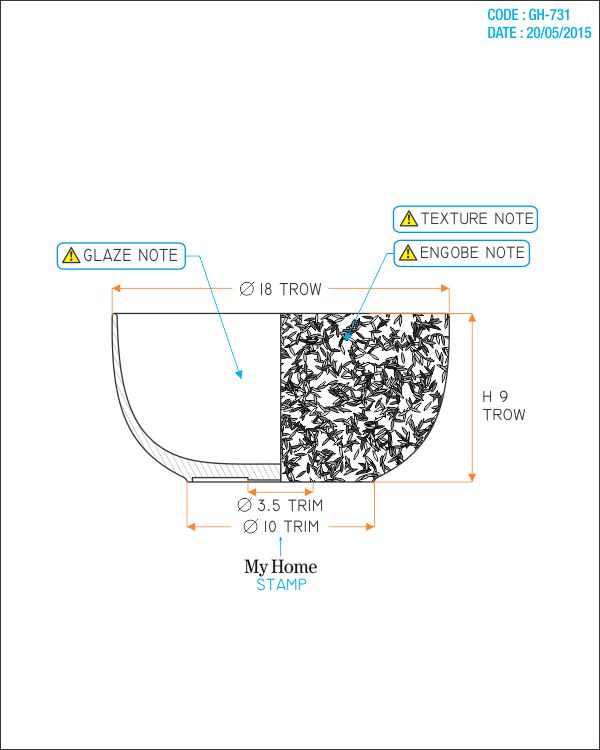 CODE : GH-731
DATE : 20/05/2015
TEXTURE NOTE
ENGOBE NOTE
GLAZE NOTE
Ø 18 TROW
H 9
TROW
Ø 3.5 TRIM
Ø 10 TRIM
My Home
STAMP